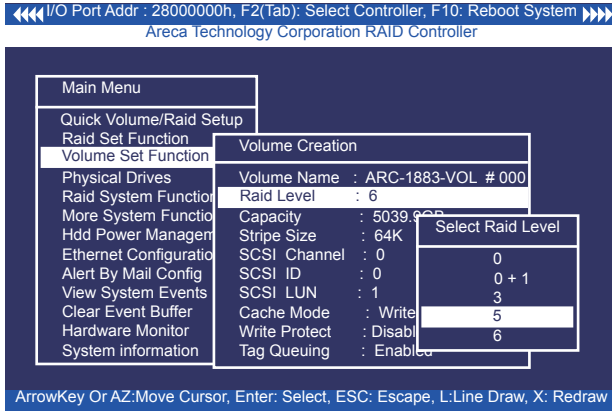 I/O Port Addr : 28000000h, F2(Tab): Select Controller, F10: Reboot System
Areca Technology Corporation RAID Controller
Main Menu
Quick Volume/Raid Setup
Raid Set Function
Volume Set Function
Physical Drives
Raid System Function
More System Functio
Hdd Power Managem
Ethernet Configuratio
Alert By Mail Config
View System Events
Clear Event Buffer
Hardware Monitor
System information
Volume Creation
Volume Name : ARC-1883-VOL # 000
Raid Level : 6
Capacity : 5039.9GB
Stripe Size : 64K
SCSI Channel : 0
SCSI ID : 0
SCSI LUN : 1
Cache Mode : Write
Write Protect : Disabl
Tag Queuing : Enabled
Select Raid Level
0
0 + 1
3
5
6
ArrowKey Or AZ:Move Cursor, Enter: Select, ESC: Escape, L:Line Draw, X: Redraw